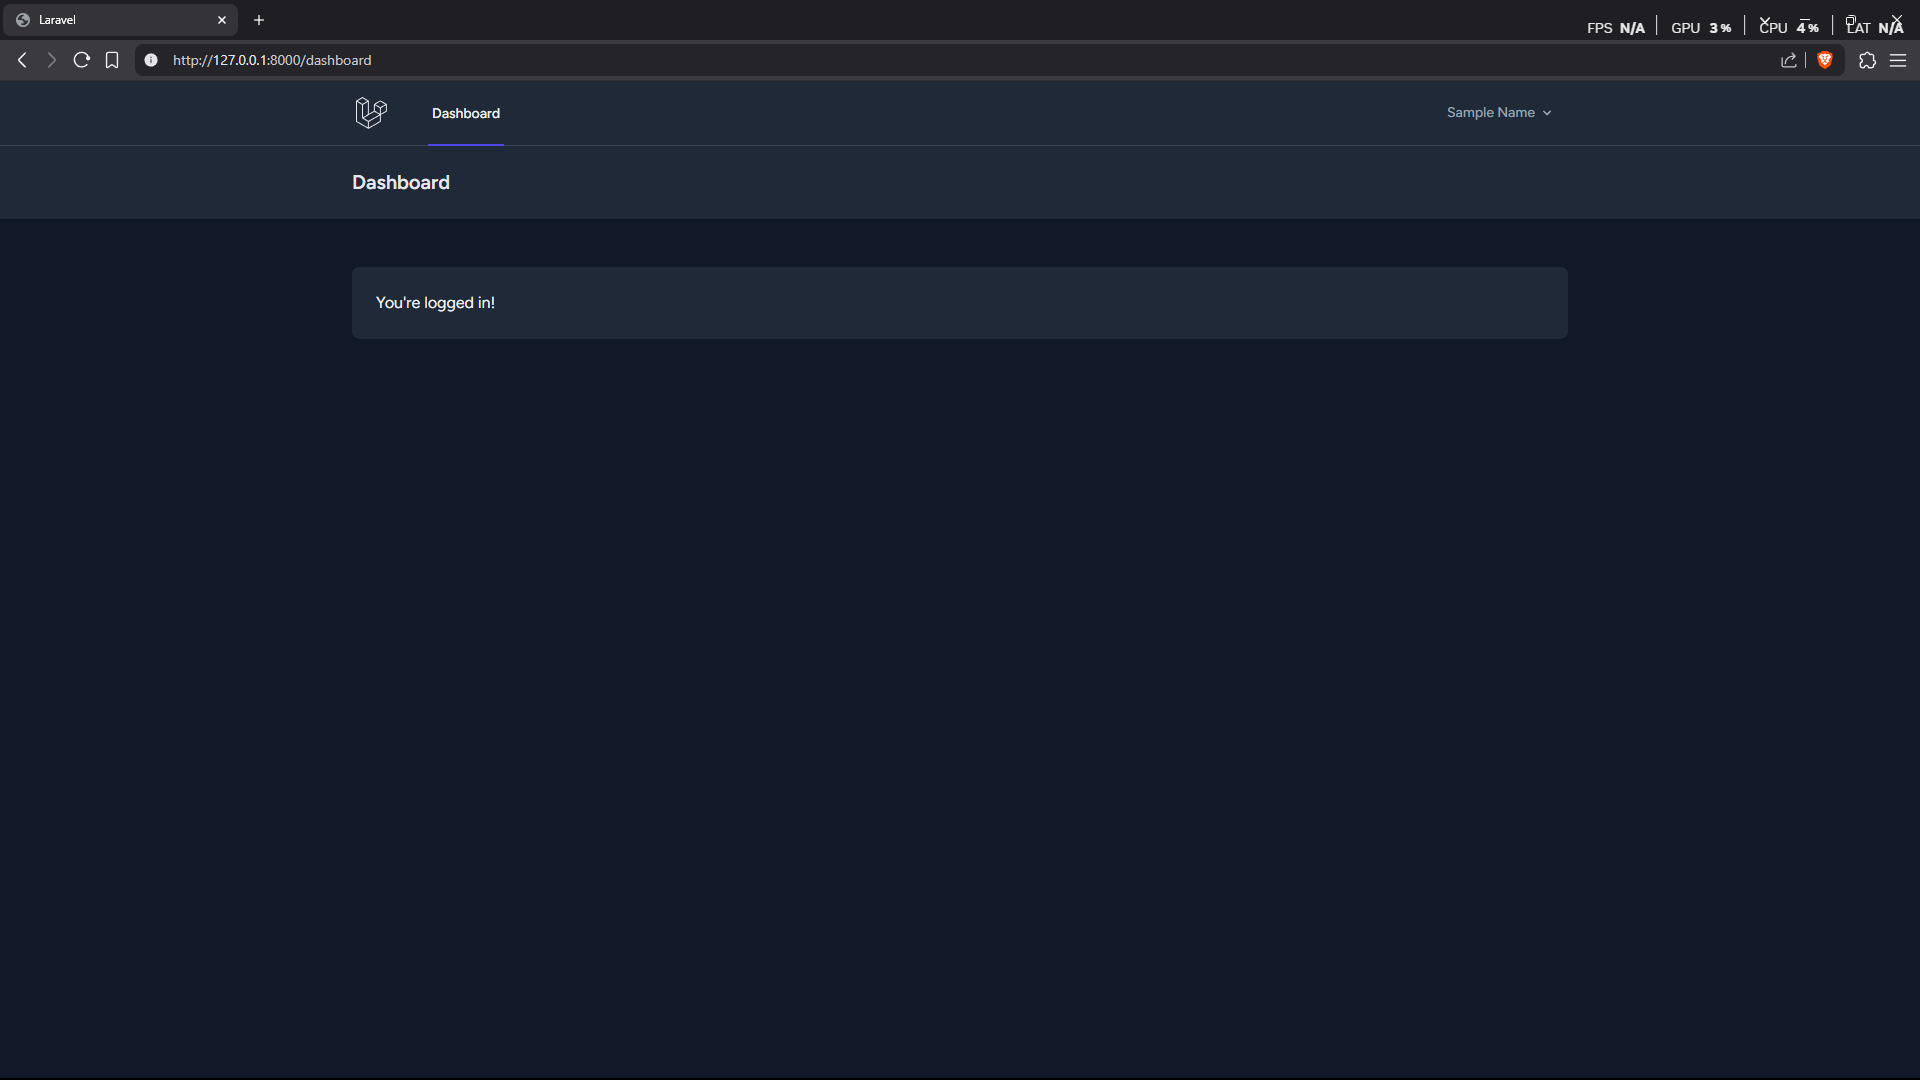 Laravel
FPS N/A GPU 3% CPU 4% LAT N/A
http://127.0.0.1:8000/dashboard
Dashboard
Sample Name
Dashboard
You're logged in!